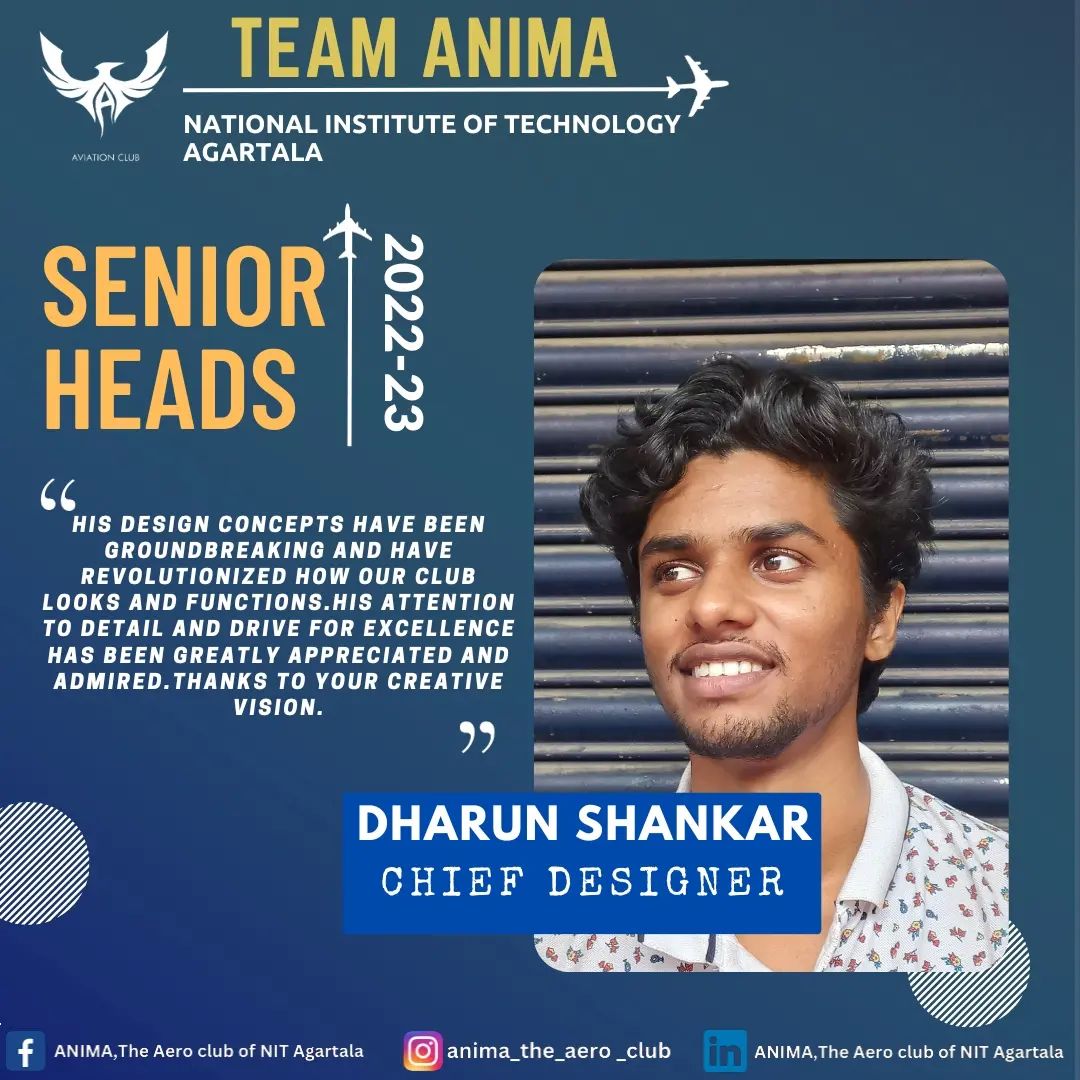 TEAM ANIMA
AVIATION CLUB
NATIONAL INSTITUTE OF TECHNOLOGY
AGARTALA
SENIOR
HEADS
2022-23
“
HIS DESIGN CONCEPTS HAVE BEEN
GROUNDBREAKING AND HAVE
REVOLUTIONIZED HOW OUR CLUB
LOOKS AND FUNCTIONS.HIS ATTENTION
TO DETAIL AND DRIVE FOR EXCELLENCE
HAS BEEN GREATLY APPRECIATED AND
ADMIRED.THANKS TO YOUR CREATIVE
VISION.
”
DHARUN SHANKAR
CHIEF DESIGNER
ANIMA,The Aero club of NIT Agartala
anima_the_aero _club
ANIMA,The Aero club of NIT Agartala